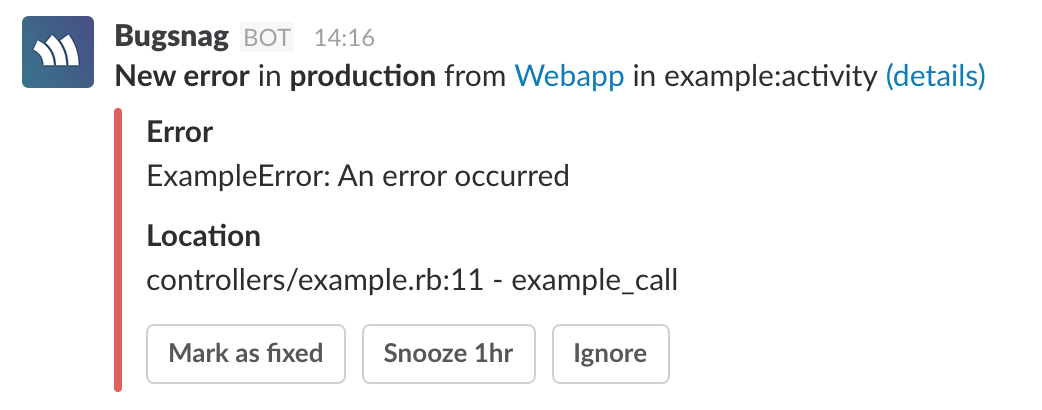 Bugsnag BOT 14:16
New error in production from Webapp in example:activity (details)
Error
ExampleError: An error occurred
Location
controllers/example.rb:11 - example_call
Mark as fixed Snooze 1hr Ignore